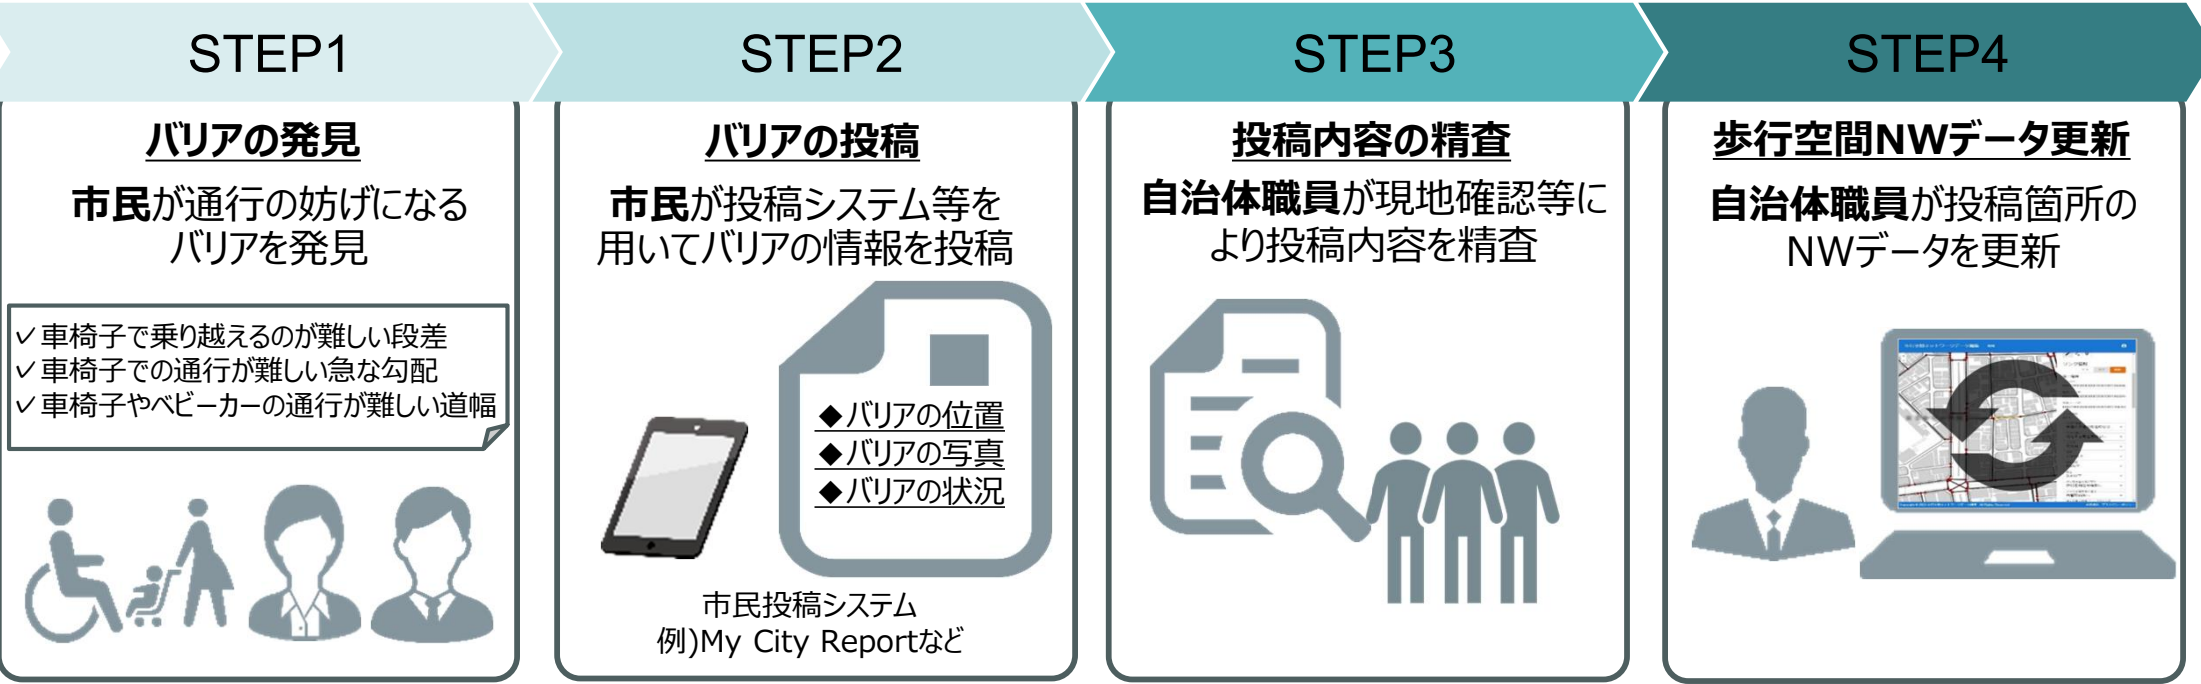 STEP1
バリアの発見
市民が通行の妨げになる
バリアを発見
✓車椅子で乗り越えるのが難しい段差
✓車椅子での通行が難しい急な勾配
✓車椅子やベビーカーの通行が難しい道幅
STEP2
バリアの投稿
市民が投稿システム等を
用いてバリアの情報を投稿
◆バリアの位置
◆バリアの写真
◆バリアの状況
市民投稿システム
例)My City Reportなど
STEP3
投稿内容の精査
自治体職員が現地確認等に
より投稿内容を精査
STEP4
歩行空間NWデータ更新
自治体職員が投稿箇所の
NWデータを更新